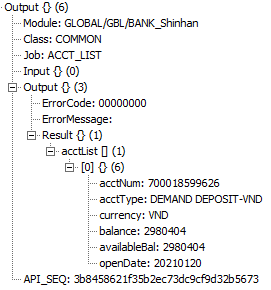 Output {} (6)
Module: GLOBAL/GBL/BANK_Shinhan
Class: COMMON
Job: ACCT_LIST
Input {} (0)
Output {} (3)
ErrorCode: 00000000
ErrorMessage:
Result {} (1)
acctList [] (1)
[0] {} (6)
acctNum: 700018599626
acctType: DEMAND DEPOSIT-VND
currency: VND
balance: 2980404
availableBal: 2980404
openDate: 20210120
API_SEQ: 3b8458621f35b2ec73dc9cf9d32b5673